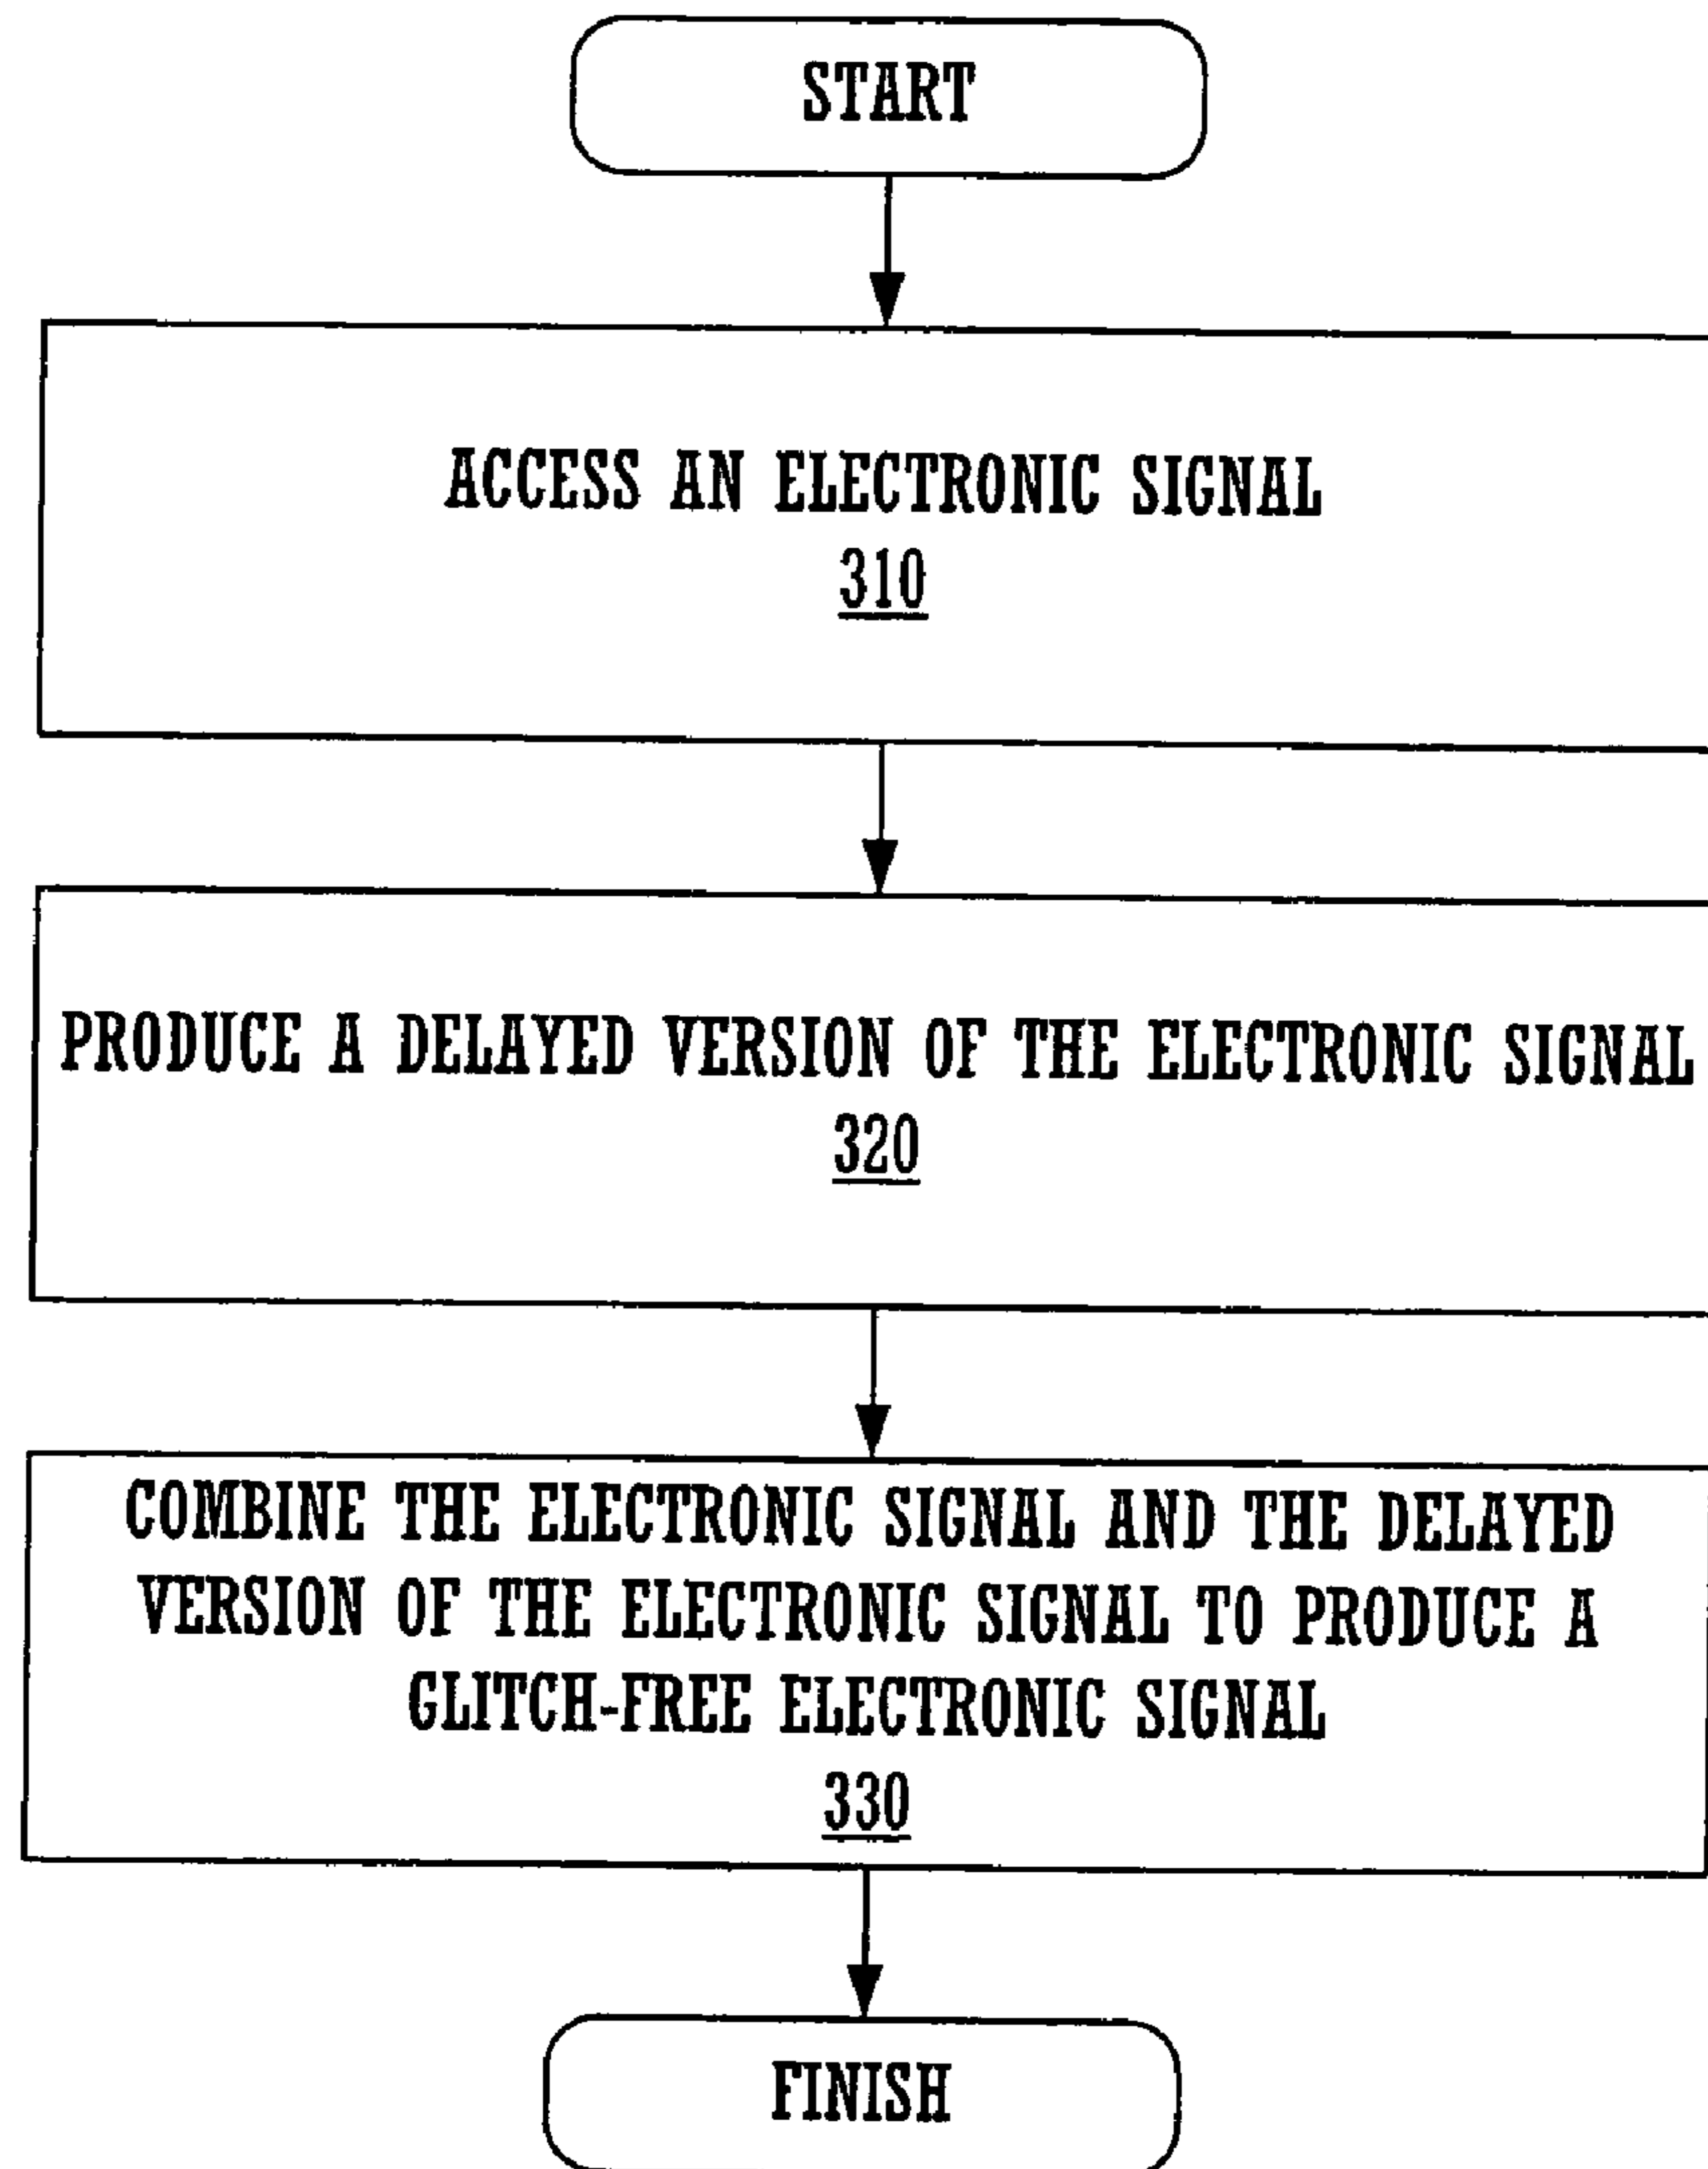 START
ACCESS AN ELECTRONIC SIGNAL
310
PRODUCE A DELAYED VERSION OF THE ELECTRONIC SIGNAL
320
COMBINE THE ELECTRONIC SIGNAL AND THE DELAYED
VERSION OF THE ELECTRONIC SIGNAL TO PRODUCE A
GLITCH-FREE ELECTRONIC SIGNAL
330
FINISH